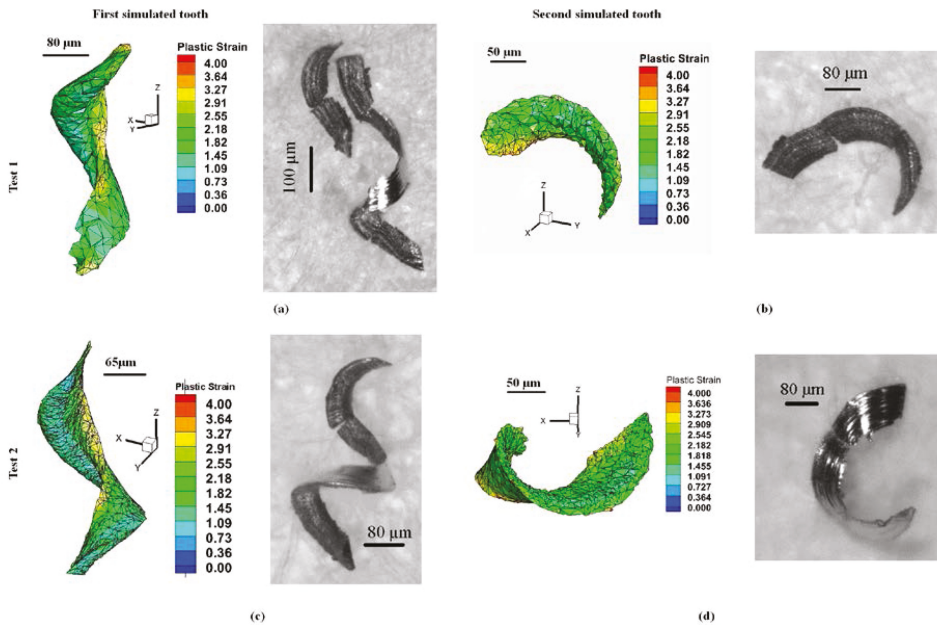 First simulated tooth
Second simulated tooth
Test 1
80 μm
Plastic Strain
4.00
3.64
3.27
2.91
2.55
2.18
1.82
1.45
1.09
0.73
0.36
0.00
Z
X
Y
100 μm
50 μm
Plastic Strain
4.00
3.64
3.27
2.91
2.55
2.18
1.82
1.45
1.09
0.73
0.36
0.00
Z
Y
X
80 μm
(a)
(b)
Test 2
65μm
Plastic Strain
4.00
3.64
3.27
2.91
2.55
2.18
1.82
1.45
1.09
0.73
0.36
0.00
Z
X
Y
80 μm
50 μm
Plastic Strain
4.000
3.636
3.273
2.909
2.545
2.182
1.818
1.455
1.091
0.727
0.364
0.000
Z
X
Y
80 μm
(c)
(d)